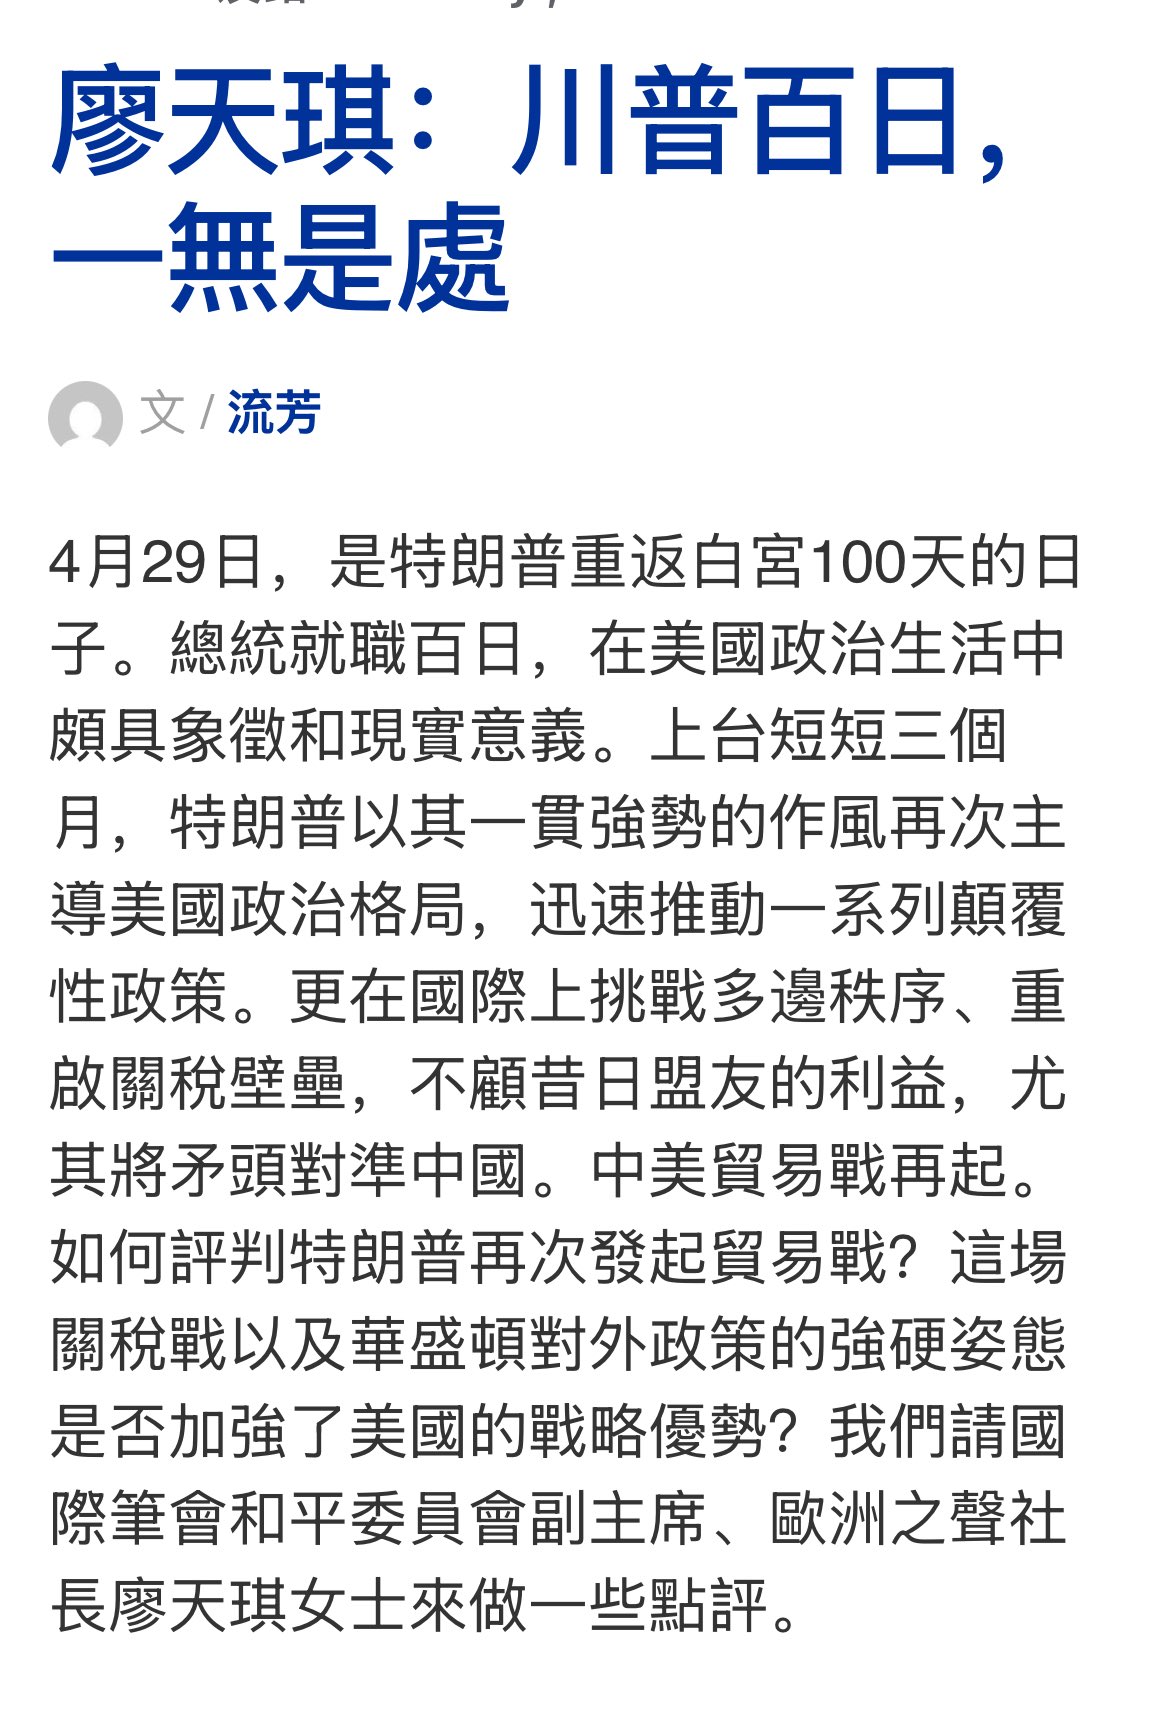 廖天琪：川普百日，
一無是處
文 / 流芳
4月29日，是特朗普重返白宮100天的日
子。總統就職百日，在美國政治生活中
頗具象徵和現實意義。上台短短三個
月，特朗普以其一貫強勢的作風再次主
導美國政治格局，迅速推動一系列顛覆
性政策。更在國際上挑戰多邊秩序、重
啟關稅壁壘，不顧昔日盟友的利益，尤
其將矛頭對準中國。中美貿易戰再起。
如何評判特朗普再次發起貿易戰？這場
關稅戰以及華盛頓對外政策的強硬姿態
是否加強了美國的戰略優勢？我們請國
際筆會和平委員會副主席、歐洲之聲社
長廖天琪女士來做一些點評。